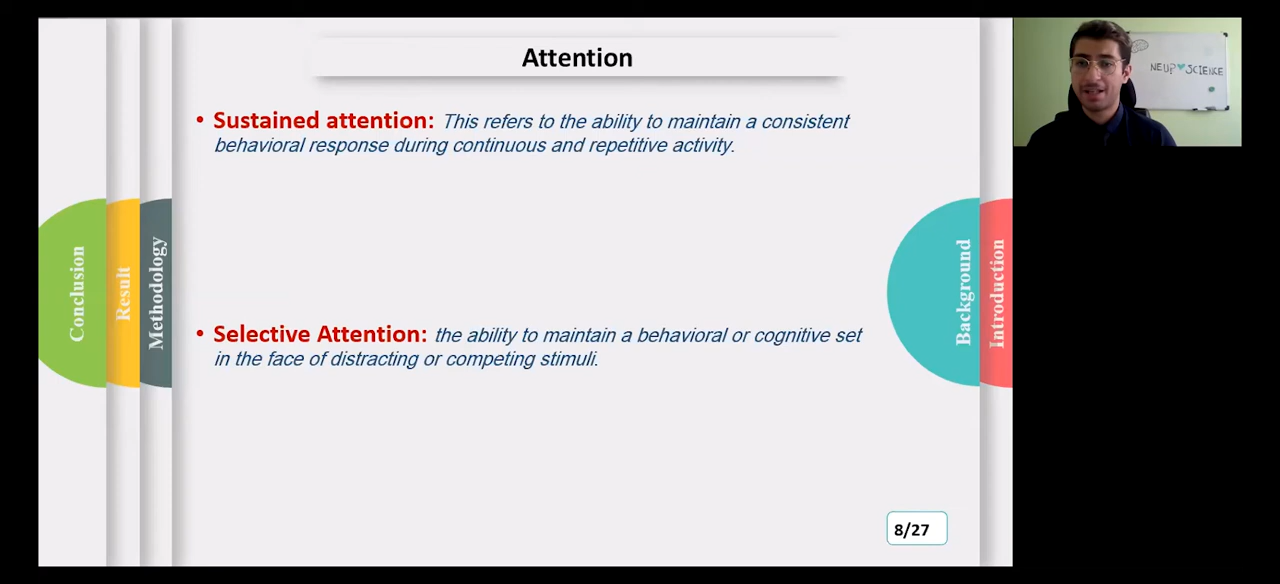 Attention
• Sustained attention: This refers to the ability to maintain a consistent
behavioral response during continuous and repetitive activity.
• Selective Attention: the ability to maintain a behavioral or cognitive set
in the face of distracting or competing stimuli.
Conclusion
Result
Methodology
Background
Introduction
8/27
NEUR♥SCIENCE